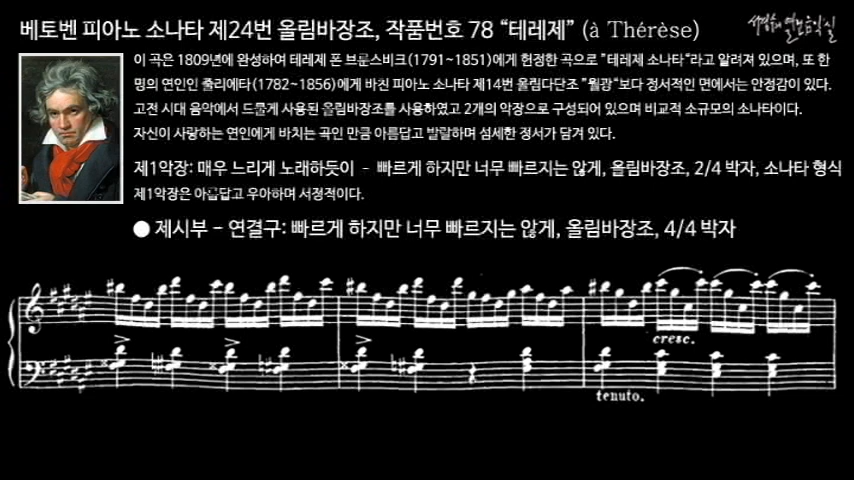 베토벤 피아노 소나타 제24번 올림바장조, 작품번호 78 “테레제” (à Thérèse)
서정숙의 열린음악실
이 곡은 1809년에 완성하여 테레제 폰 브룬스비크(1791~1851)에게 헌정한 곡으로 "테레제 소나타"라고 알려져 있으며, 또 한
명의 연인인 줄리에타(1782~1856)에게 바친 피아노 소나타 제14번 올림다단조 "월광"보다 정서적인 면에서는 안정감이 있다.
고전 시대 음악에서 드물게 사용된 올림바장조를 사용하였고 2개의 악장으로 구성되어 있으며 비교적 소규모의 소나타이다.
자신이 사랑하는 연인에게 바치는 곡인 만큼 아름답고 발랄하며 섬세한 정서가 담겨 있다.
제1악장: 매우 느리게 노래하듯이 - 빠르게 하지만 너무 빠르지는 않게, 올림바장조, 2/4 박자, 소나타 형식
제1악장은 아름답고 우아하며 서정적이다.
● 제시부 - 연결구: 빠르게 하지만 너무 빠르지는 않게, 올림바장조, 4/4 박자
cresc.
tenuto.